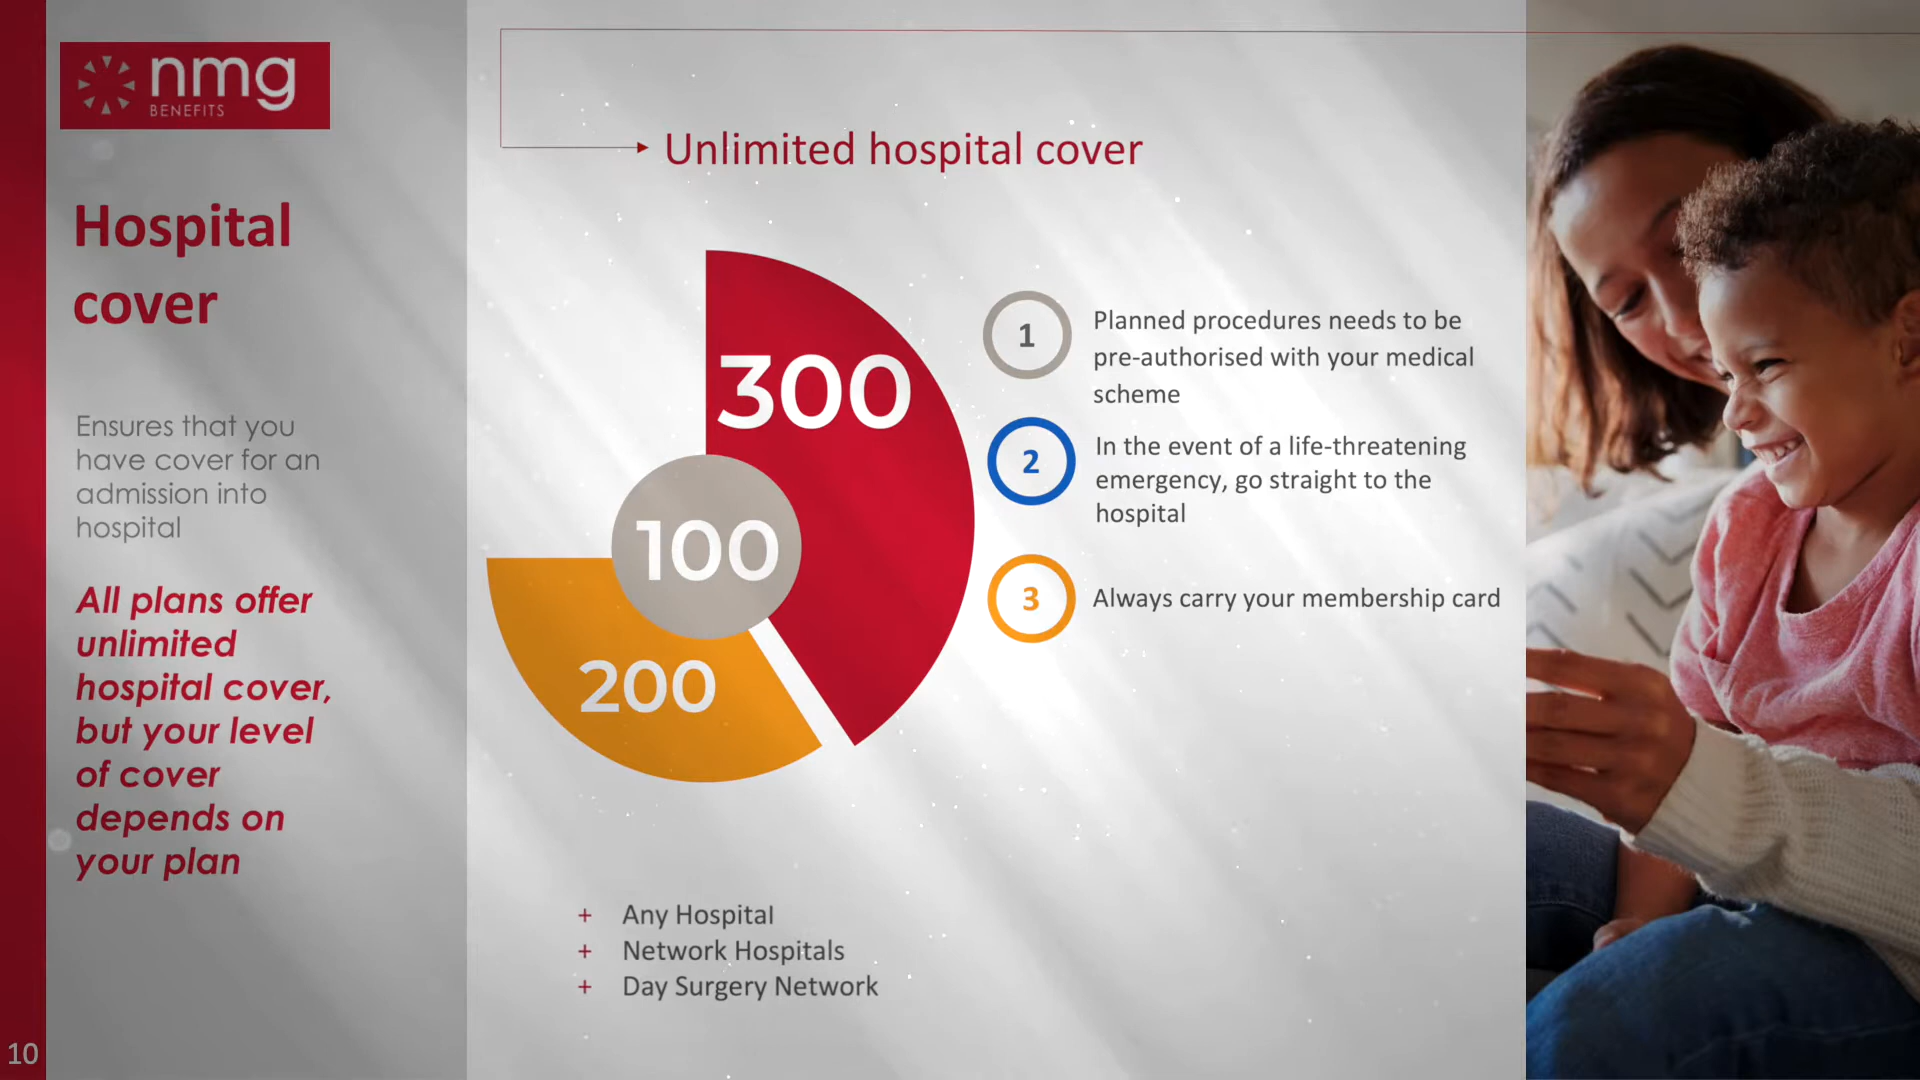 nmg
BENEFITS
Hospital
cover
Ensures that you
have cover for an
admission into
hospital
All plans offer
unlimited
hospital cover,
but your level
of cover
depends on
your plan
10
Unlimited hospital cover
300
100
200
1
Planned procedures needs to be
pre-authorised with your medical
scheme
2
In the event of a life-threatening
emergency, go straight to the
hospital
3
Always carry your membership card
+ Any Hospital
+ Network Hospitals
+ Day Surgery Network